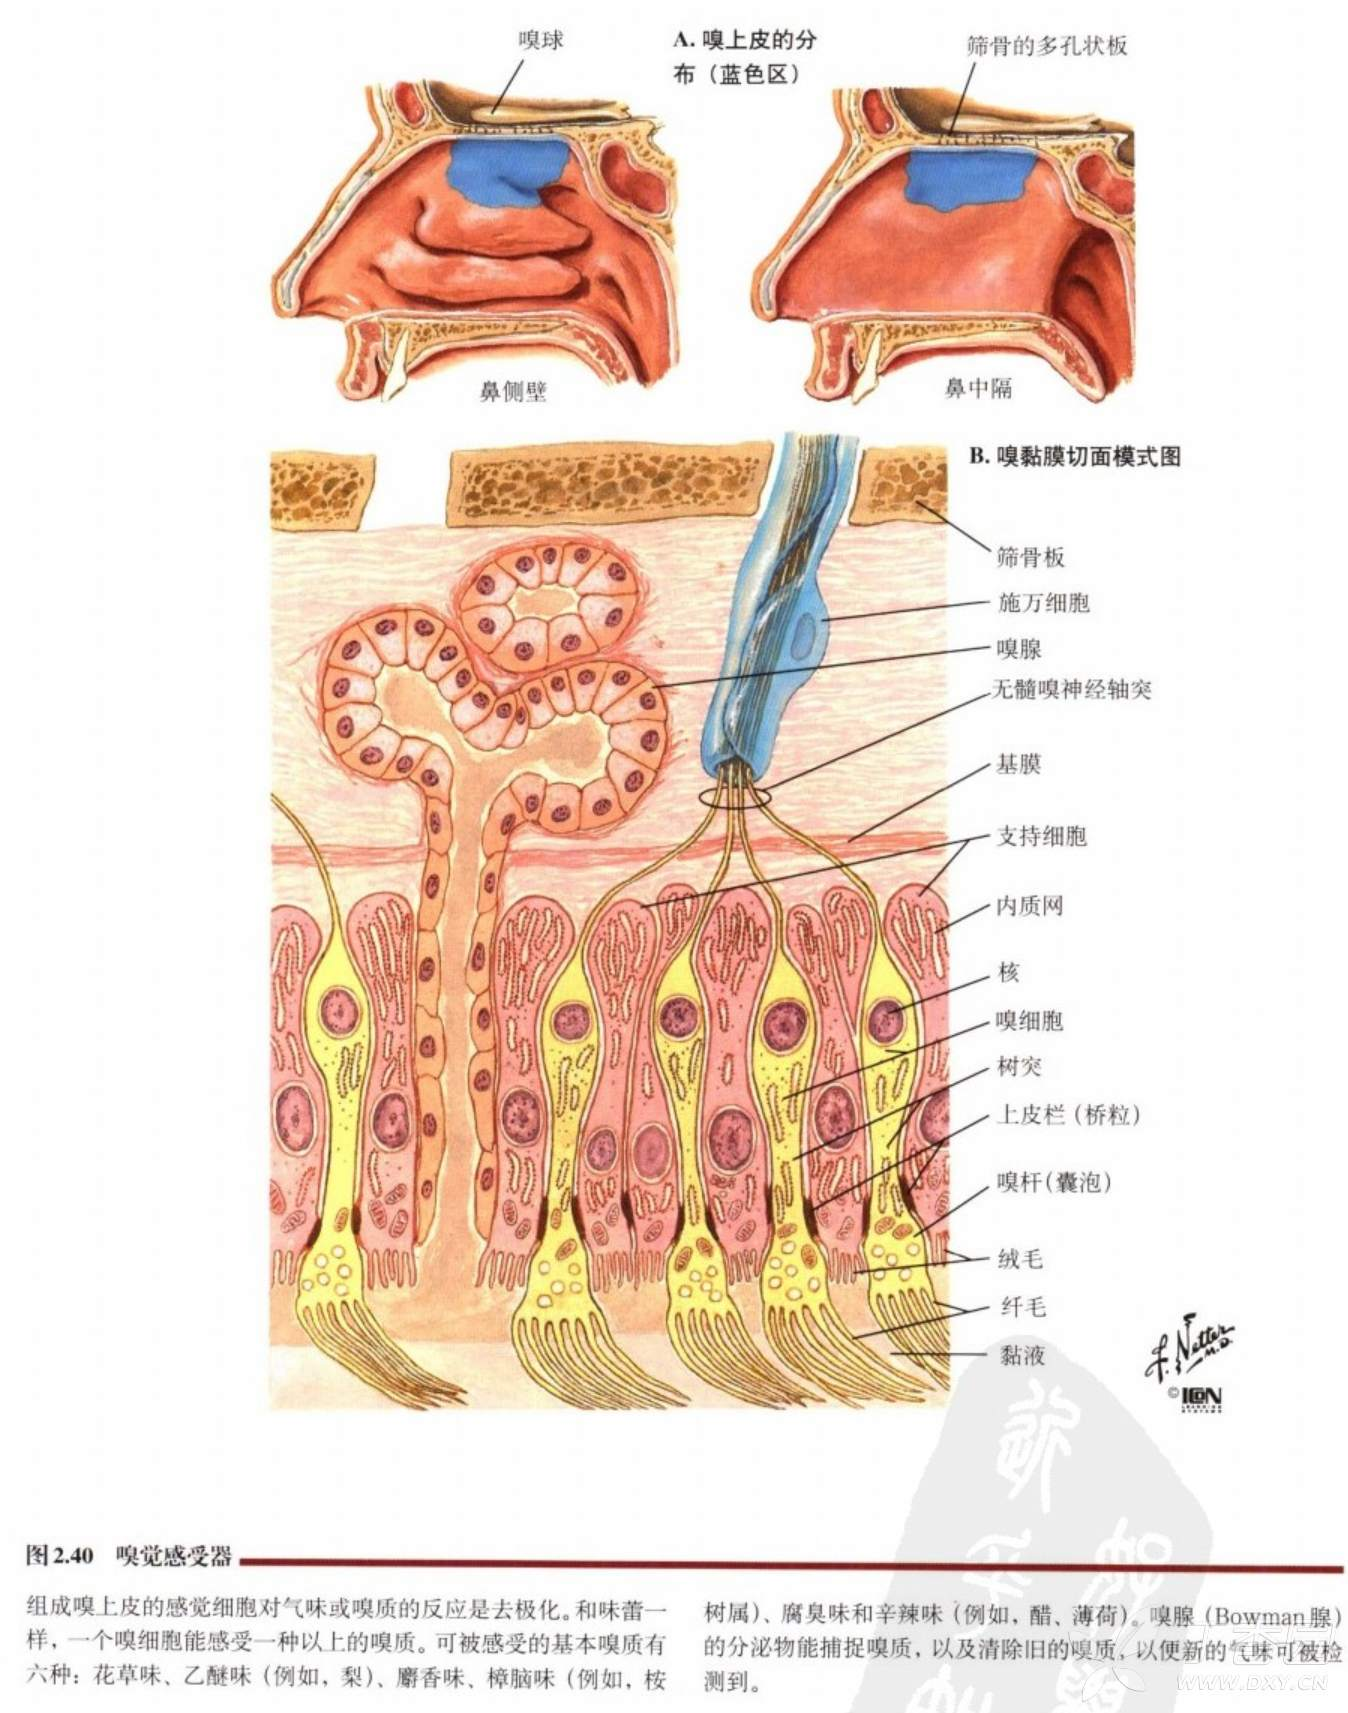 嗅球
A. 嗅上皮的分
布（蓝色区）
筛骨的多孔状板
鼻侧壁
鼻中隔
B. 嗅黏膜切面模式图
筛骨板
施万细胞
嗅腺
无髓嗅神经轴突
基膜
支持细胞
内质网
核
嗅细胞
树突
上皮栏（桥粒）
嗅杆（囊泡）
绒毛
纤毛
黏液
F. Netter
M.D.
© ICON
LEARNING
SYSTEMS
图2.40 嗅觉感受器
组成嗅上皮的感觉细胞对气味或嗅质的反应是去极化。和味蕾一
样，一个嗅细胞能感受一种以上的嗅质。可被感受的基本嗅质有
六种：花草味、乙醚味（例如，梨）、麝香味、樟脑味（例如，桉
树属）、腐臭味和辛辣味（例如，醋、薄荷）。嗅腺（Bowman腺）
的分泌物能捕捉嗅质，以及清除旧的嗅质，以便新的气味可被检
测到。
WWW.DXY.CN